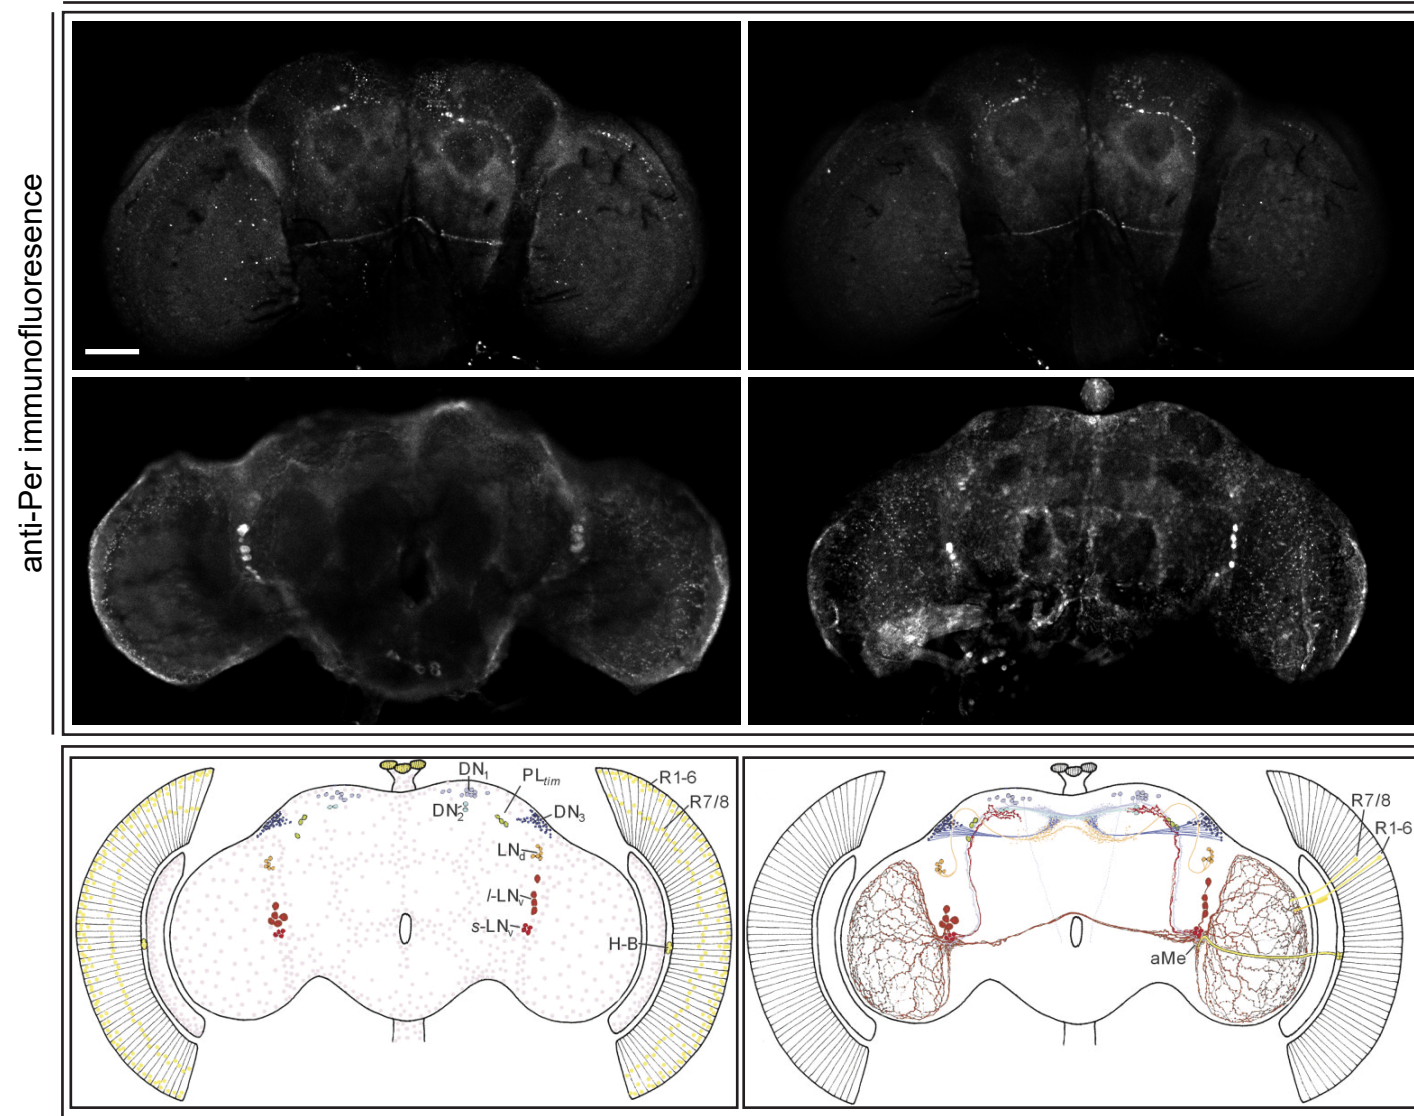 anti-Per immunofluoresence
DN1
PLtim
DN2
DN3
R1-6
R7/8
LNd
l-LNv
s-LNv
H-B
R7/8
R1-6
aMe